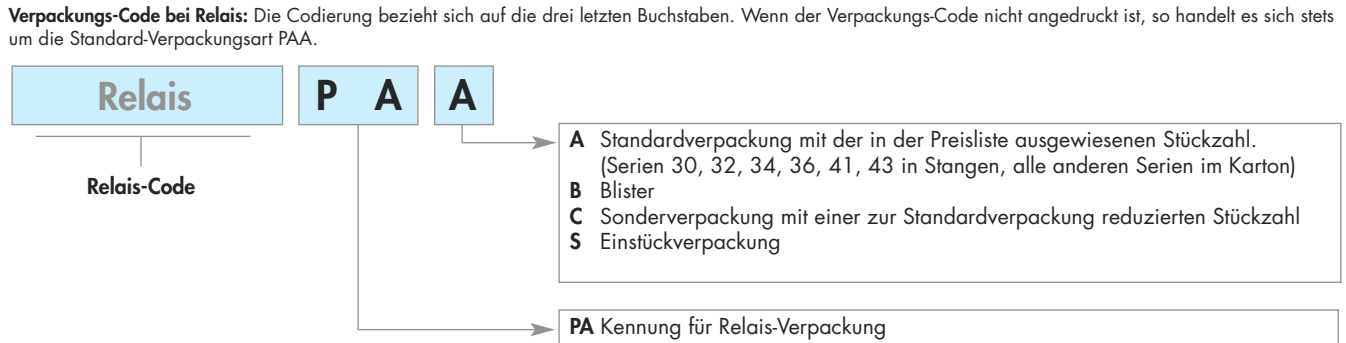 Verpackungs-Code bei Relais: Die Codierung bezieht sich auf die drei letzten Buchstaben. Wenn der Verpackungs-Code nicht angedruckt ist, so handelt es sich stets
um die Standard-Verpackungsart PAA.
Relais P A A
A Standardverpackung mit der in der Preisliste ausgewiesenen Stückzahl.
(Serien 30, 32, 34, 36, 41, 43 in Stangen, alle anderen Serien im Karton)
Relais-Code
B Blister
C Sonderverpackung mit einer zur Standardverpackung reduzierten Stückzahl
S Einstückverpackung
PA Kennung für Relais-Verpackung